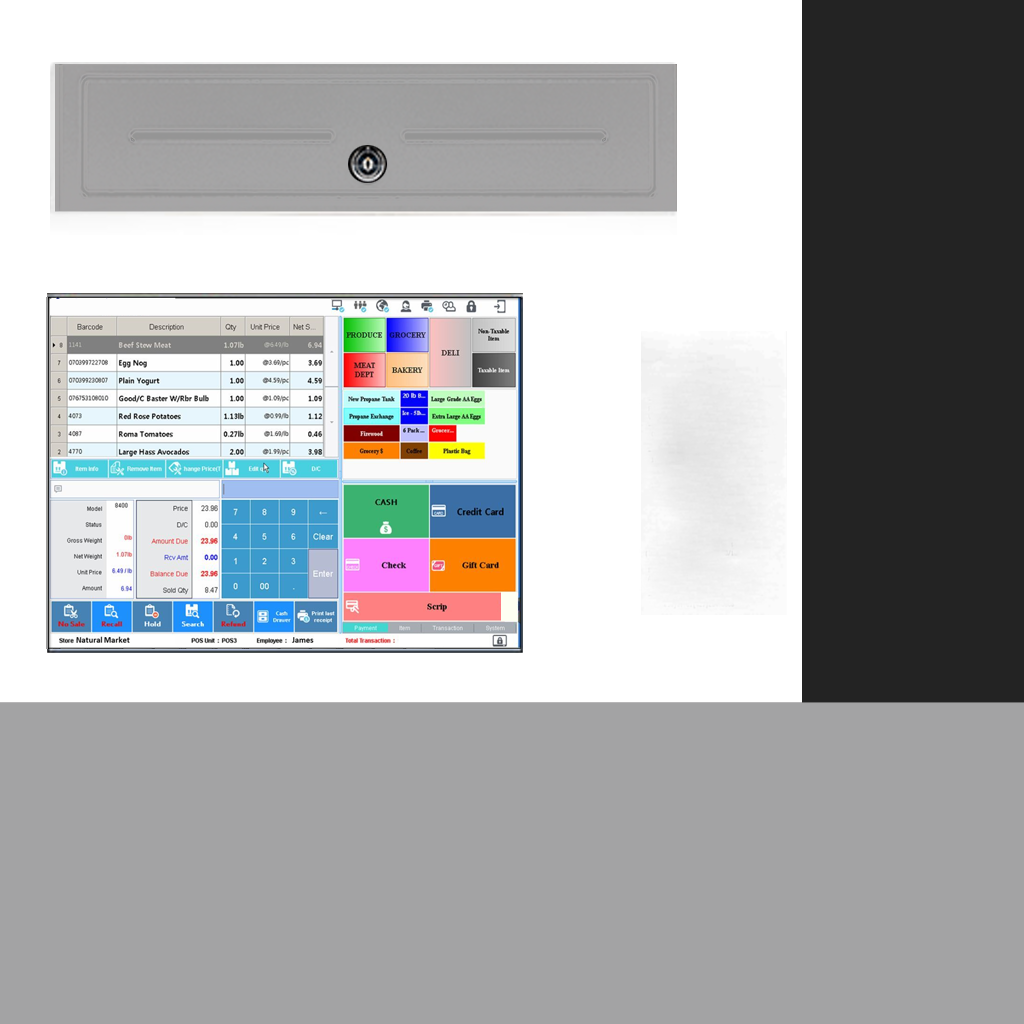 Barcode Description Qty Unit Price Net S...
8 1141 Beef Stew Meat 1.07lb @6.49/lb 6.94
7 070399722708 Egg Nog 1.00 @3.69/pc 3.69
6 070399230807 Plain Yogurt 1.00 @4.59/pc 4.59
5 076753108010 Good/C Baster W/Rbr Bulb 1.00 @1.09/pc 1.09
4 4073 Red Rose Potatoes 1.13lb @0.99/lb 1.12
3 4087 Roma Tomatoes 0.27lb @1.69/lb 0.46
2 4770 Large Hass Avocados 2.00 @1.99/pc 3.98
Item Info Remove Item Change Price(T Edit D/C
Model 8400
Status
Gross Weight 0lb
Net Weight 1.07lb
Unit Price 6.49 / lb
Amount 6.94
Price 23.96
D/C 0.00
Amount Due 23.96
Rcv Amt 0.00
Balance Due 23.96
Sold Qty 8.47
7 8 9 ←
4 5 6 Clear
1 2 3 Enter
0 00 .
No Sale Recall Hold Search Refund Cash Drawer Print last receipt
Store Natural Market POS Unit : POS3 Employee : James
PRODUCE GROCERY DELI Non-Taxable Item
MEAT DEPT BAKERY Taxable Item
New Propane Tank 20 lb B... Large Grade AA Eggs
Propane Exchange Ice - 5lb... Extra Large AA Eggs
Firewood 6 Pack ... Grocer...
Grocery $ Coffee Plastic Bag
CASH Credit Card
Check Gift Card
Scrip
Payment Item Transaction System
Total Transaction :